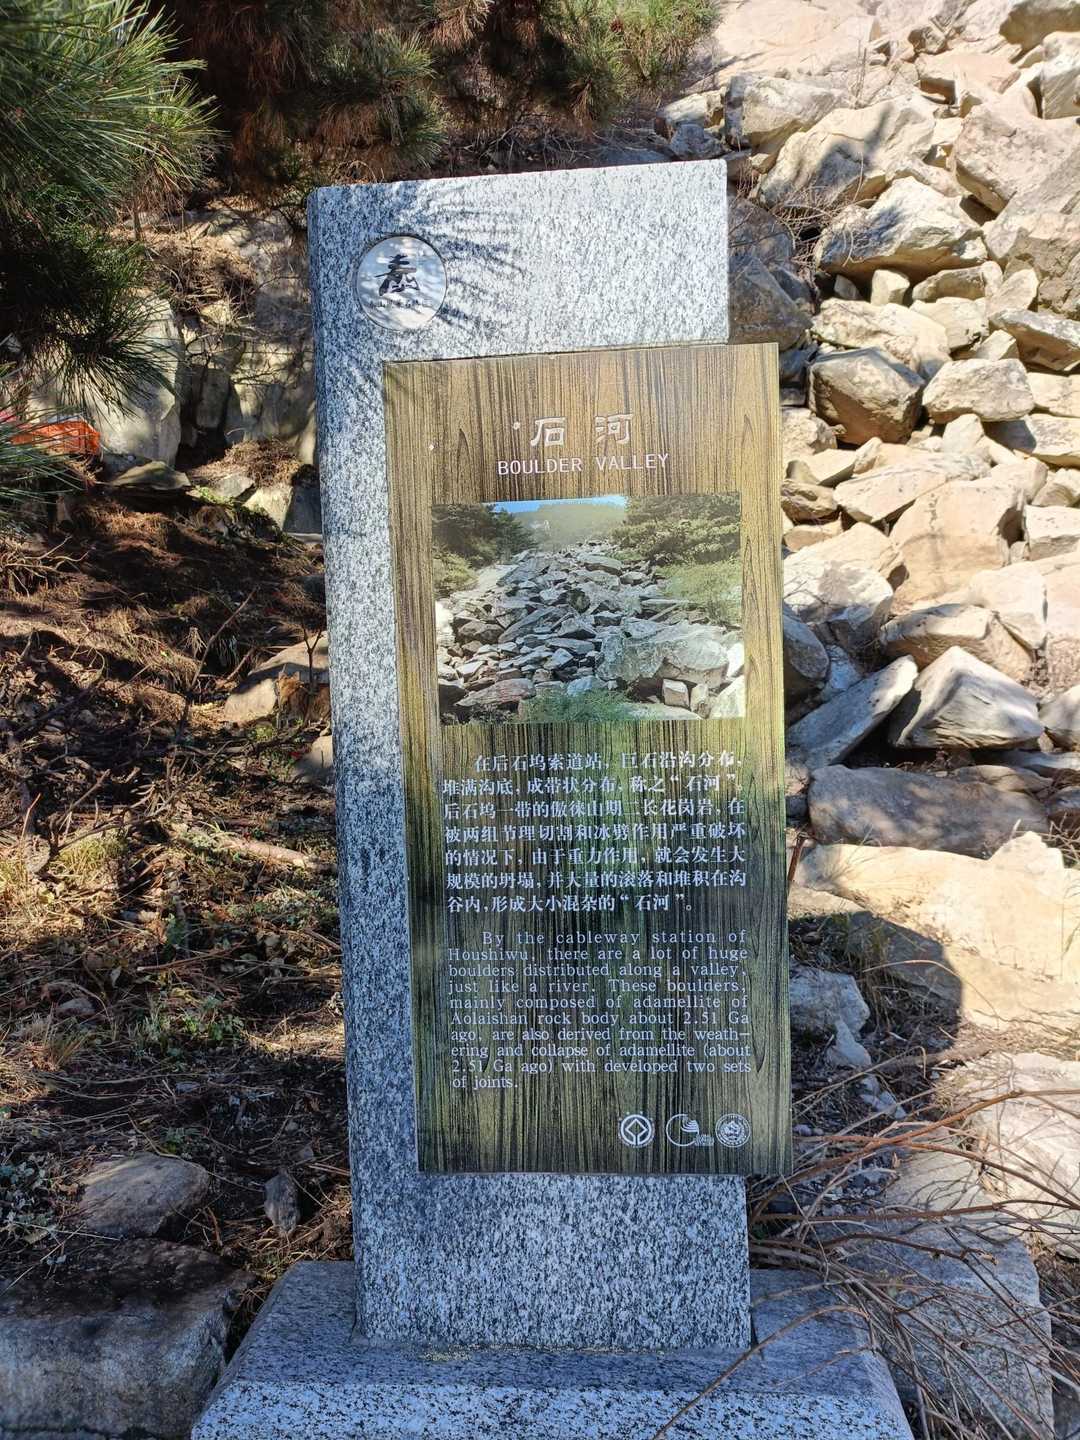 石河
BOULDER VALLEY
在后石坞索道站，巨石沿沟分布，
堆满沟底，成带状分布，称之“石河”。
后石坞一带的傲徕山期二长花岗岩，在
被两组节理切割和冰劈作用严重破坏
的情况下，由于重力作用，就会发生大
规模的坍塌，并大量的滚落和堆积在沟
谷内，形成大小混杂的“石河”。
By the cableway station of
Houshiwu, there are a lot of huge
boulders distributed along a valley,
just like a river. These boulders,
mainly composed of adamellite of
Aolaishan rock body about 2.51 Ga
ago, are also derived from the weath-
ering and collapse of adamellite (about
2.51 Ga ago) with developed two sets
of joints.